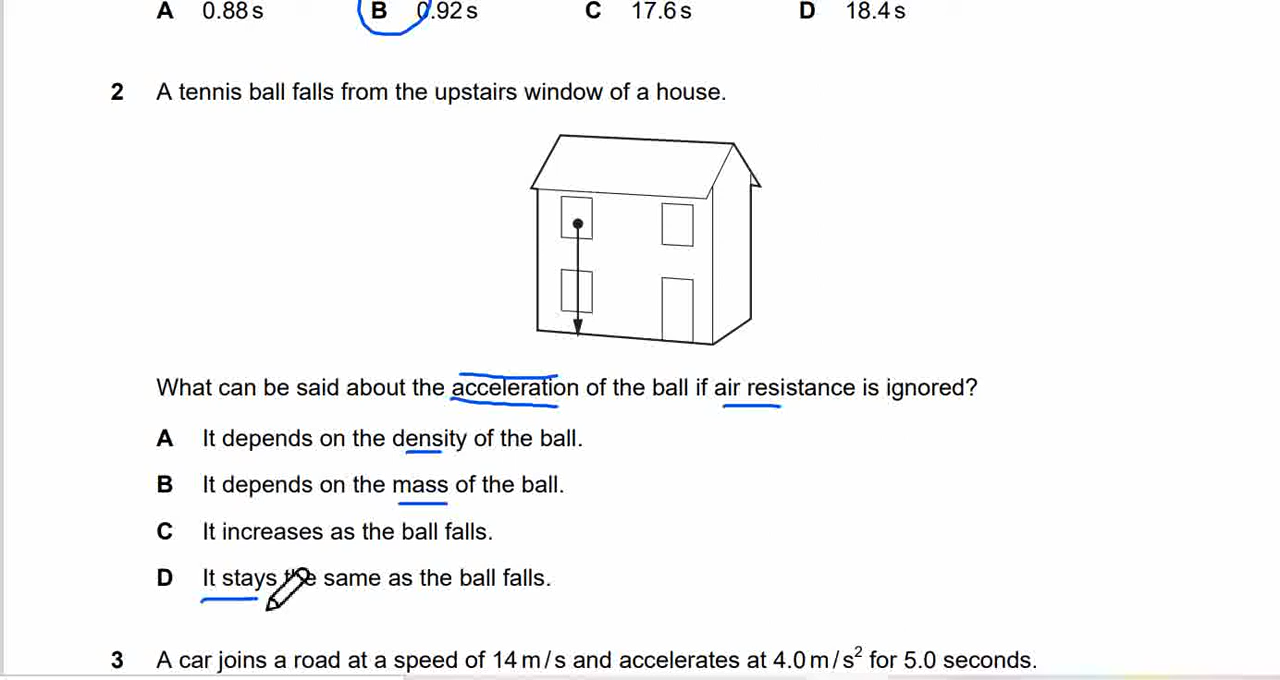 A 0.88 s B 0.92 s C 17.6 s D 18.4 s
2 A tennis ball falls from the upstairs window of a house.
What can be said about the acceleration of the ball if air resistance is ignored?
A It depends on the density of the ball.
B It depends on the mass of the ball.
C It increases as the ball falls.
D It stays the same as the ball falls.
3 A car joins a road at a speed of 14 m/s and accelerates at 4.0 m/s² for 5.0 seconds.